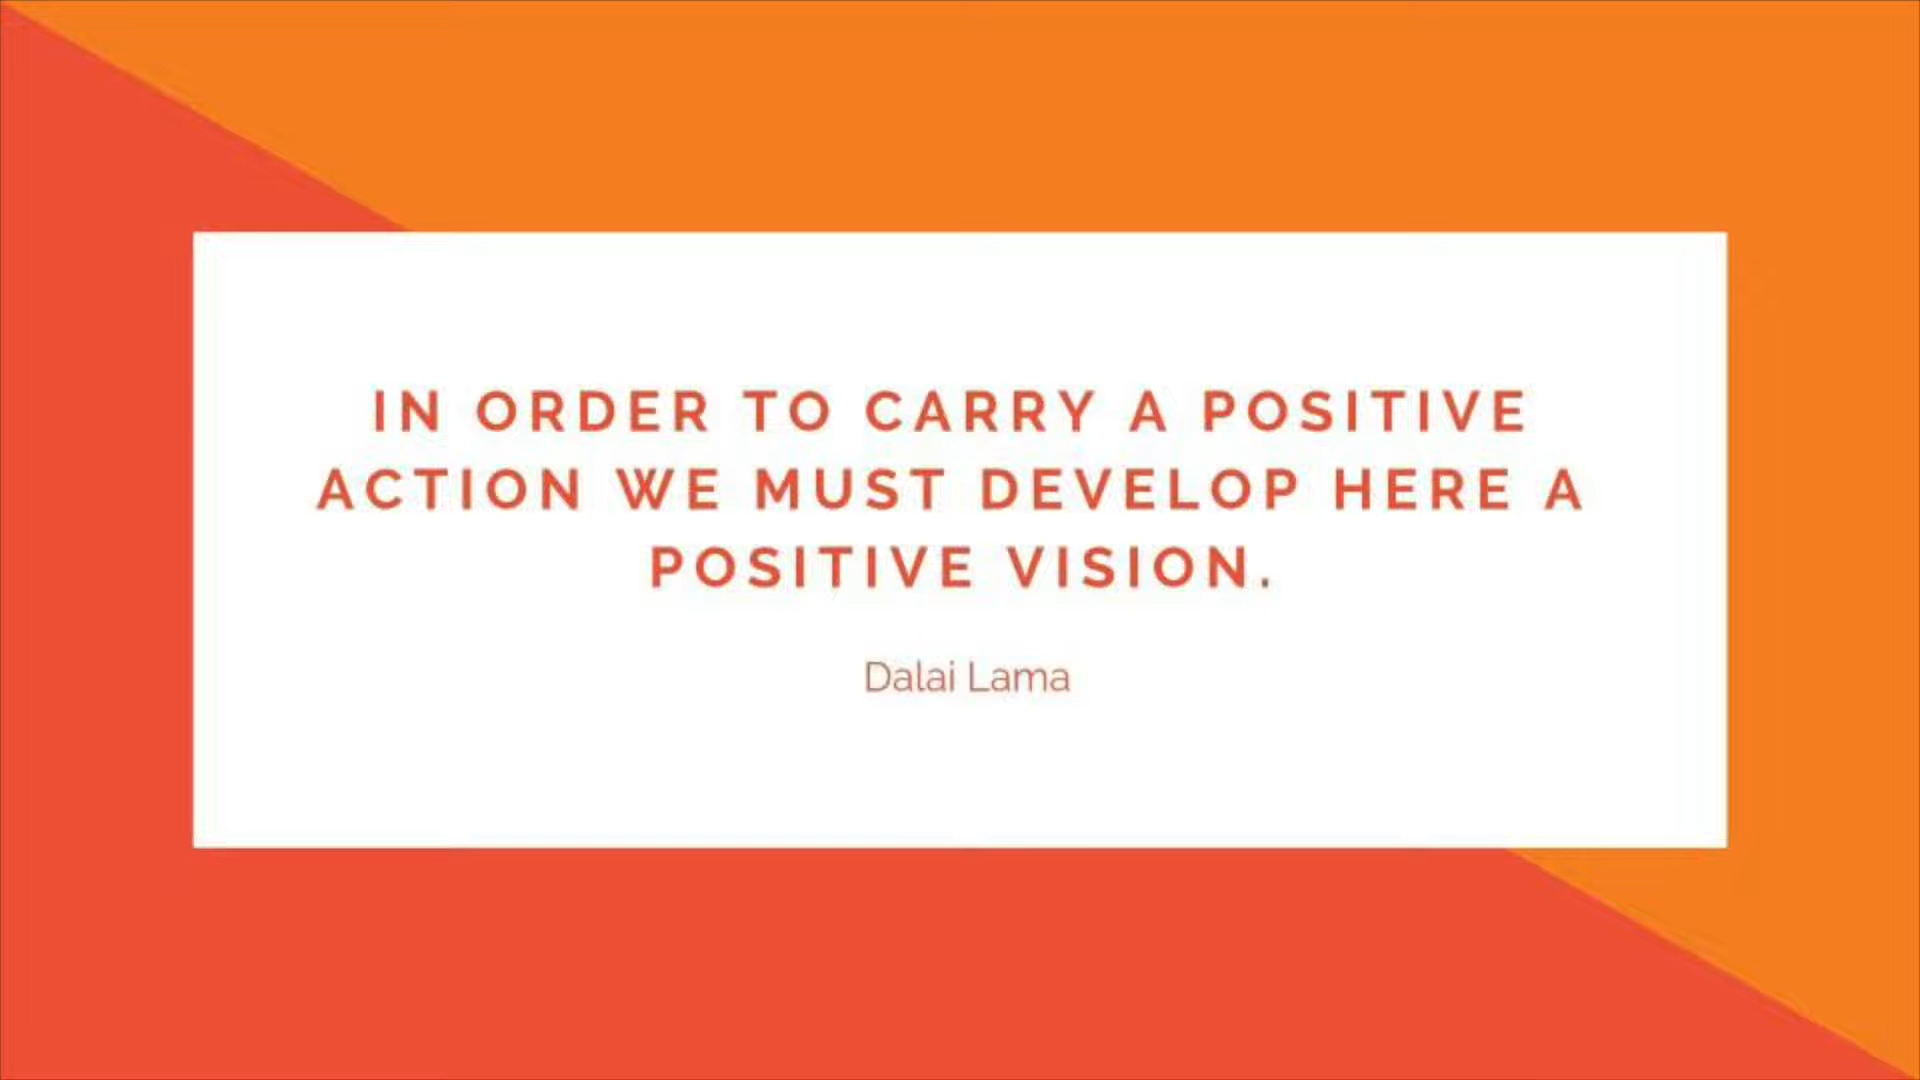 IN ORDER TO CARRY A POSITIVE
ACTION WE MUST DEVELOP HERE A
POSITIVE VISION.
Dalai Lama